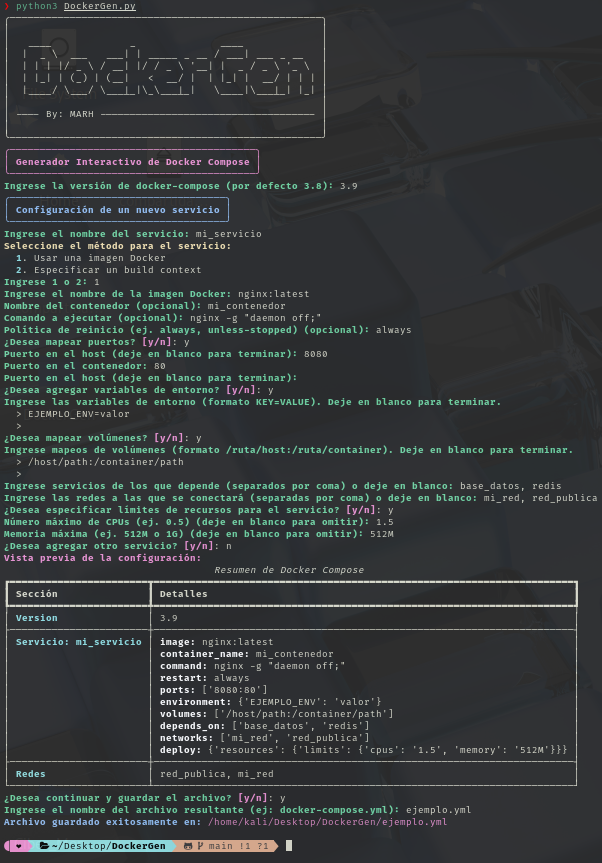 ❯ python3 DockerGen.py
DockerGen
---- By: MARH ----------------------------------
Generador Interactivo de Docker Compose
Ingrese la versión de docker-compose (por defecto 3.8): 3.9
Configuración de un nuevo servicio
Ingrese el nombre del servicio: mi_servicio
Seleccione el método para el servicio:
1. Usar una imagen Docker
2. Especificar un build context
Ingrese 1 o 2: 1
Ingrese el nombre de la imagen Docker: nginx:latest
Nombre del contenedor (opcional): mi_contenedor
Comando a ejecutar (opcional): nginx -g "daemon off;"
Política de reinicio (ej. always, unless-stopped) (opcional): always
¿Desea mapear puertos? [y/n]: y
Puerto en el host (deje en blanco para terminar): 8080
Puerto en el contenedor: 80
Puerto en el host (deje en blanco para terminar):
¿Desea agregar variables de entorno? [y/n]: y
Ingrese las variables de entorno (formato KEY=VALUE). Deje en blanco para terminar.
> EJEMPLO_ENV=valor
>
¿Desea mapear volúmenes? [y/n]: y
Ingrese mapeos de volúmenes (formato /ruta/host:/ruta/container). Deje en blanco para terminar.
> /host/path:/container/path
>
Ingrese servicios de los que depende (separados por coma) o deje en blanco: base_datos, redis
Ingrese las redes a las que se conectará (separadas por coma) o deje en blanco: mi_red, red_publica
¿Desea especificar límites de recursos para el servicio? [y/n]: y
Número máximo de CPUs (ej. 0.5) (deje en blanco para omitir): 1.5
Memoria máxima (ej. 512M o 1G) (deje en blanco para omitir): 512M
¿Desea agregar otro servicio? [y/n]: n
Vista previa de la configuración:
Resumen de Docker Compose
Sección Detalles
Version 3.9
Servicio: mi_servicio image: nginx:latest
container_name: mi_contenedor
command: nginx -g "daemon off;"
restart: always
ports: ['8080:80']
environment: {'EJEMPLO_ENV': 'valor'}
volumes: ['/host/path:/container/path']
depends_on: ['base_datos', 'redis']
networks: ['mi_red', 'red_publica']
deploy: {'resources': {'limits': {'cpus': '1.5', 'memory': '512M'}}}
Redes red_publica, mi_red
¿Desea continuar y guardar el archivo? [y/n]: y
Ingrese el nombre del archivo resultante (ej: docker-compose.yml): ejemplo.yml
Archivo guardado exitosamente en: /home/kali/Desktop/DockerGen/ejemplo.yml
~/Desktop/DockerGen main !1 ?1